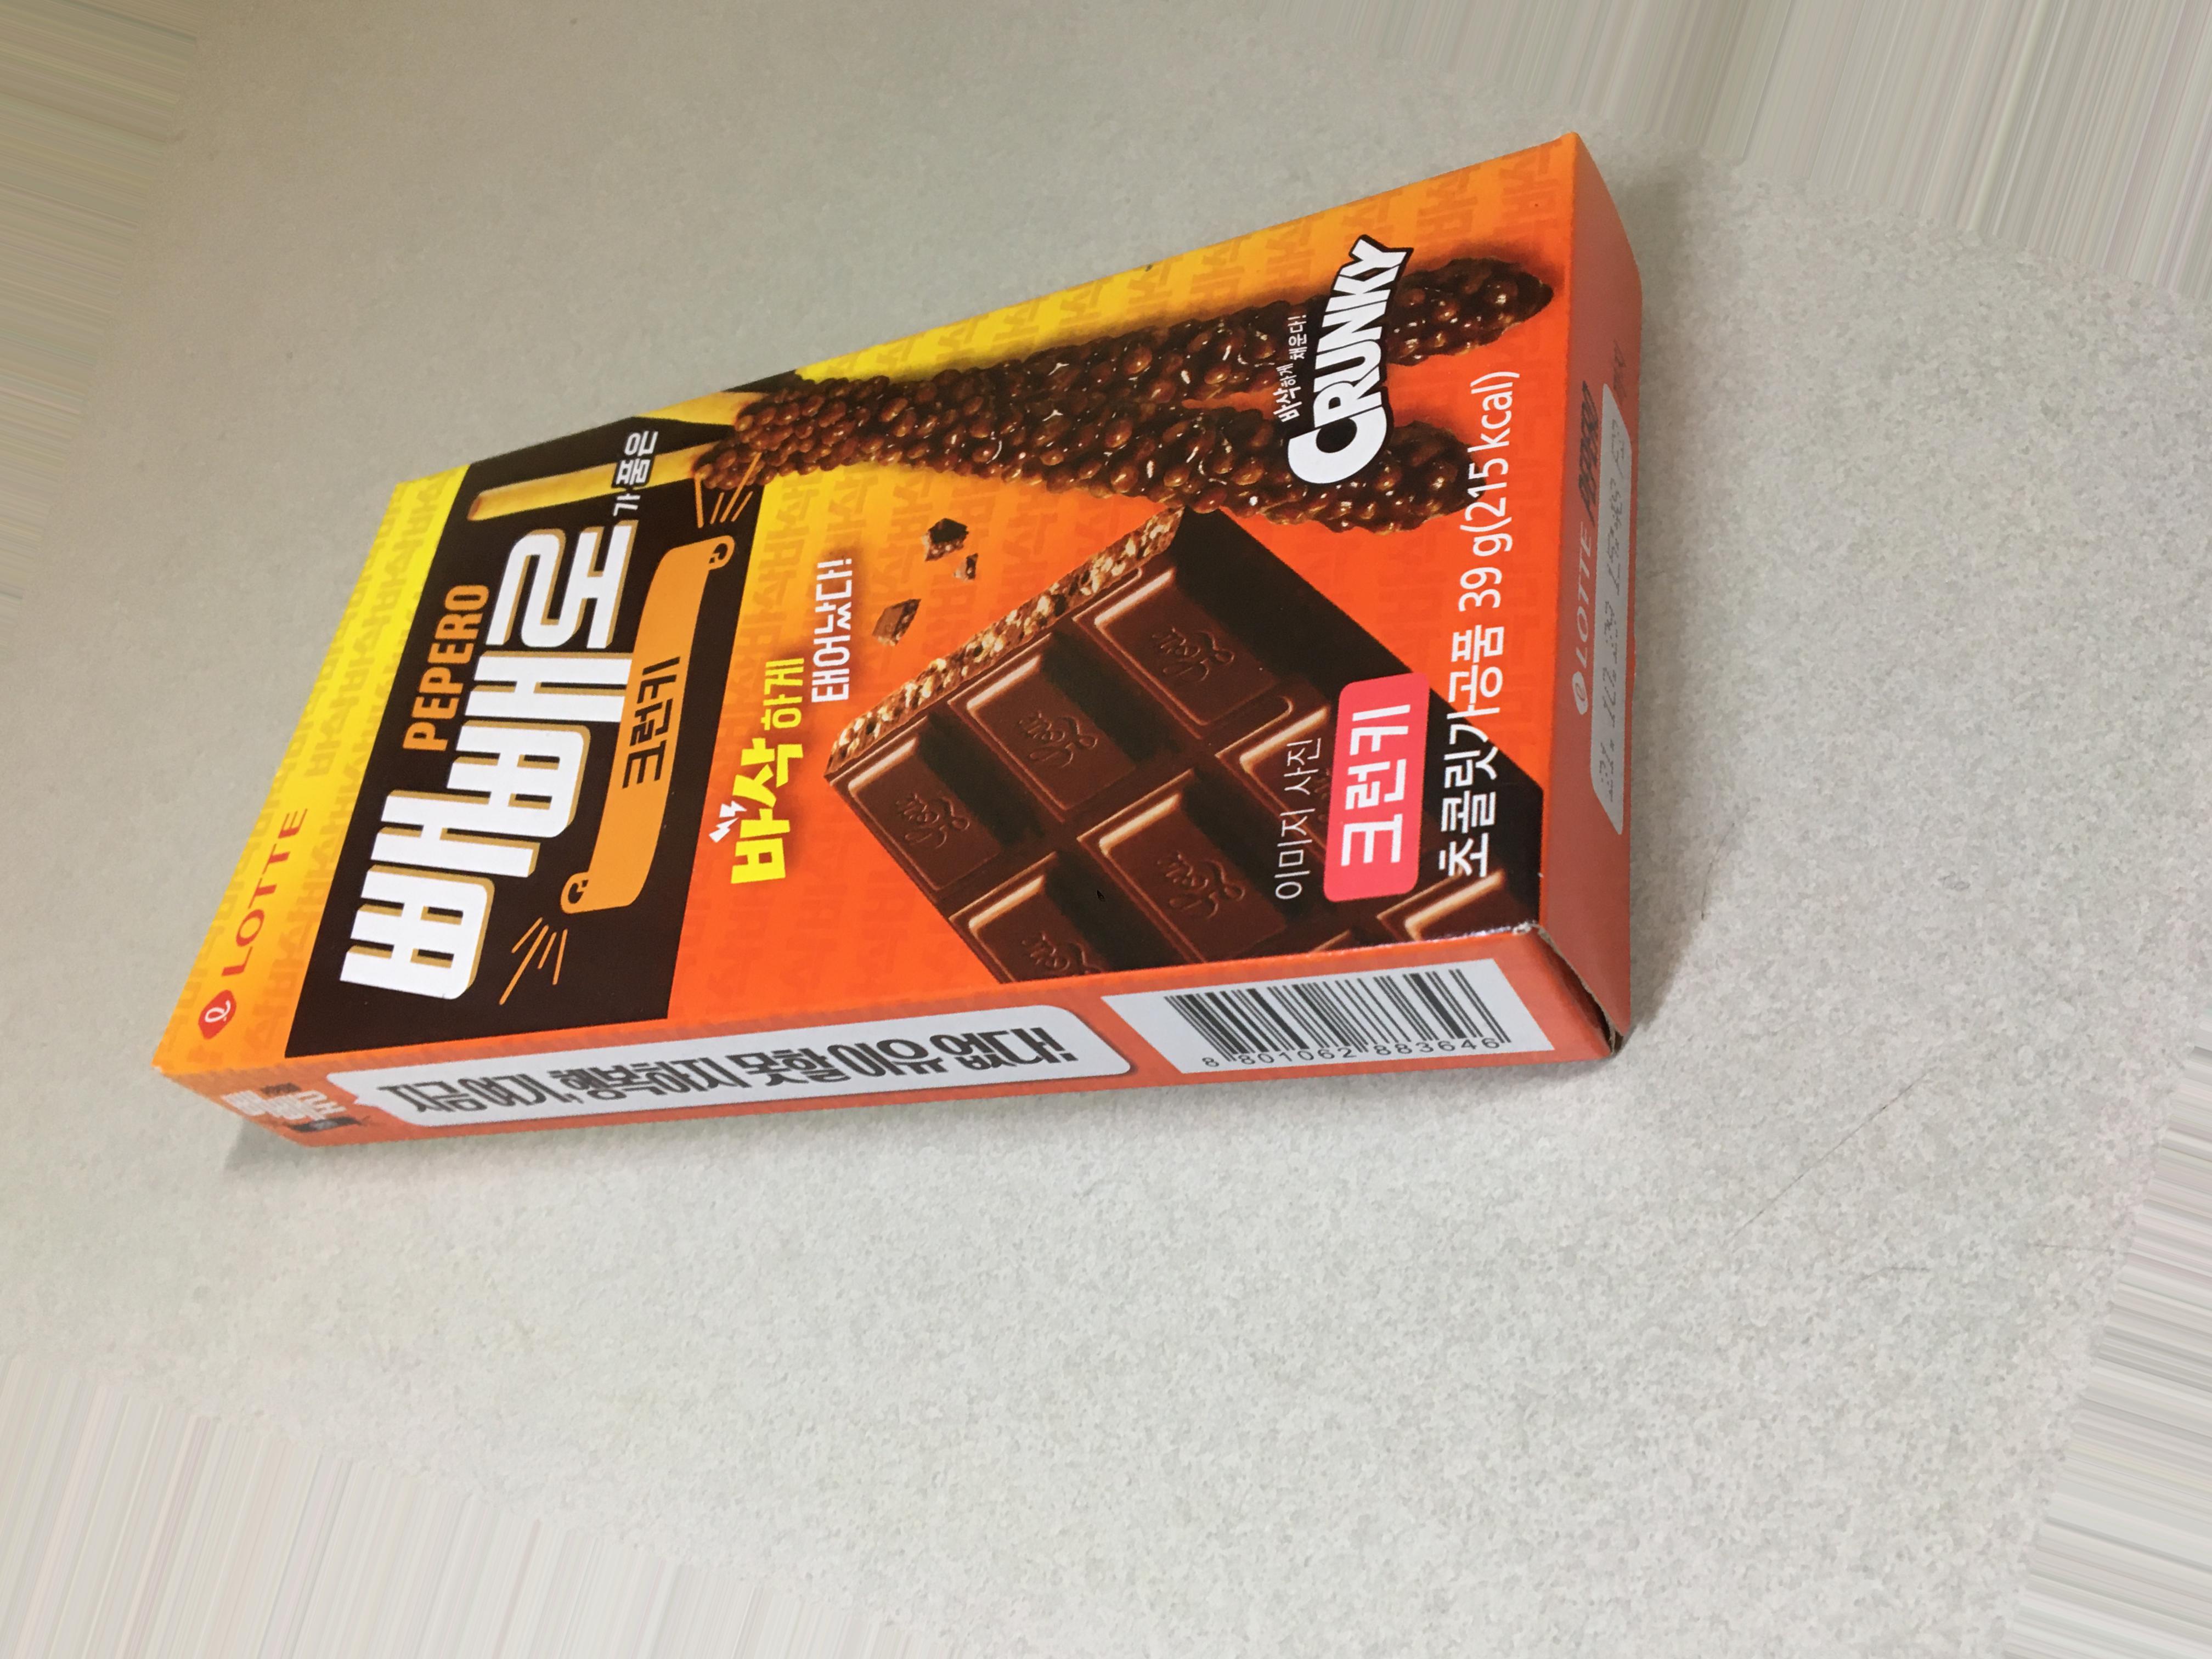 LOTTE
PEPERO
빼빼로가 품은
크런키
바삭하게
태어났다!
바삭하게 채운다!
CRUNKY
이미지 사진
크런키
초콜릿가공품 39 g(215 kcal)
지금 여기, 행복하지 못할 이유 없다!
8 801062 883646
LOTTE